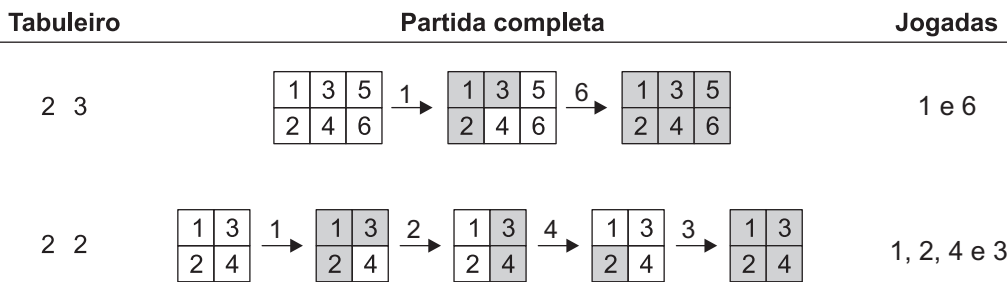 Tabuleiro Partida completa Jogadas
2 3 1 3 5 1 1 3 5 6 1 3 5 1 e 6
2 4 6 2 4 6 2 4 6
2 2 1 3 1 1 3 2 1 3 4 1 3 3 1 3 1, 2, 4 e 3
2 4 2 4 2 4 2 4 2 4